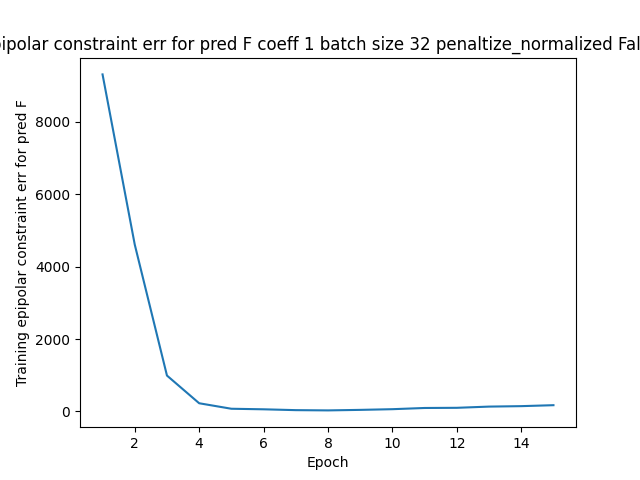 ipolar constraint err for pred F coeff 1 batch size 32 penaltize_normalized Fal
Training epipolar constraint err for pred F
8000
6000
4000
2000
0
2 4 6 8 10 12 14
Epoch